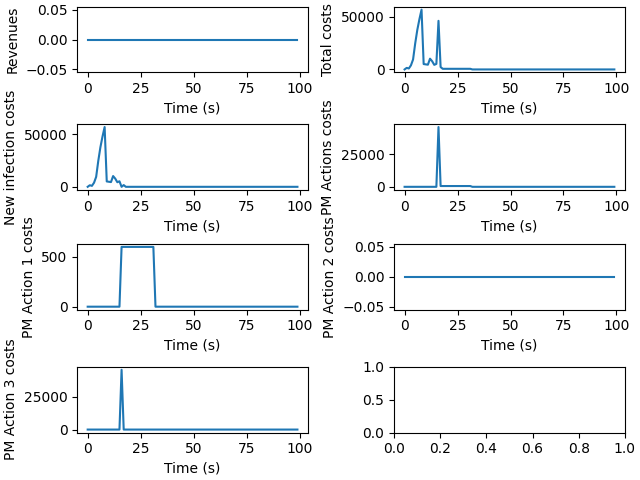 Revenues
0.05
0.00
−0.05
0 25 50 75 100
Time (s)
Total costs
50000
0
0 25 50 75 100
Time (s)
New infection costs
50000
0
0 25 50 75 100
Time (s)
PM Actions costs
25000
0
0 25 50 75 100
Time (s)
PM Action 1 costs
500
0
0 25 50 75 100
Time (s)
PM Action 2 costs
0.05
0.00
−0.05
0 25 50 75 100
Time (s)
PM Action 3 costs
25000
0
0 25 50 75 100
Time (s)
1.0
0.5
0.0
0.0 0.2 0.4 0.6 0.8 1.0